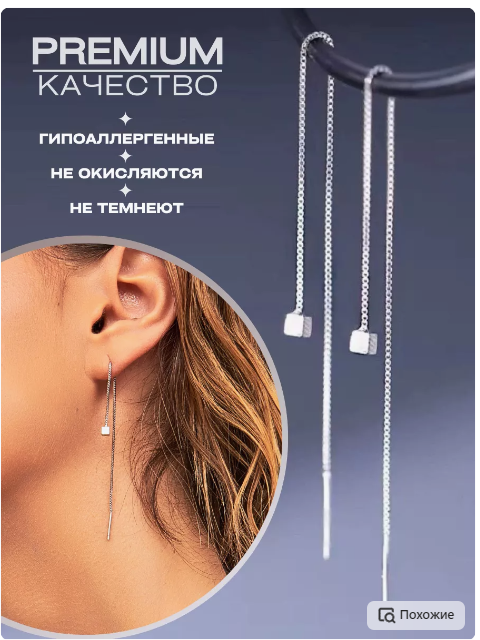 PREMIUM
КАЧЕСТВО
ГИПОАЛЛЕРГЕННЫЕ
НЕ ОКИСЛЯЮТСЯ
НЕ ТЕМНЕЮТ
Похожие